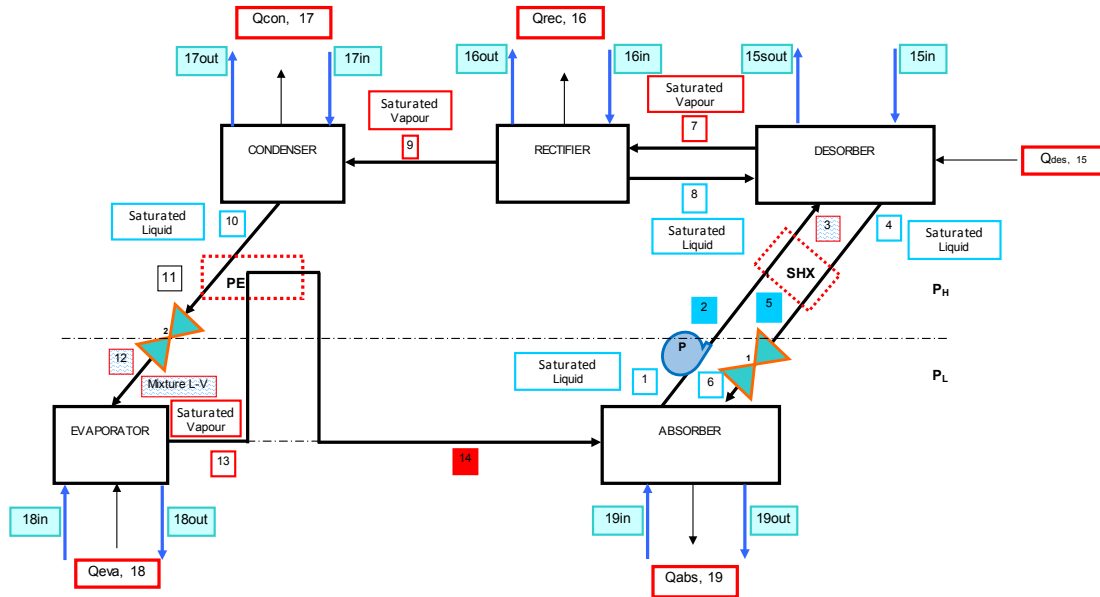 Qcon, 17
Qrec, 16
17out
17in
16out
16in
15sout
15in
Saturated
Vapour
Saturated
Vapour
9
7
CONDENSER
RECTIFIER
DESORBER
Qdes, 15
8
Saturated
Liquid
10
Saturated
Liquid
3
4
Saturated
Liquid
11
PE
SHX
PH
2
5
2
P
1
12
Mixture L-V
Saturated
Liquid
1
6
PL
Saturated
Vapour
EVAPORATOR
ABSORBER
13
14
18in
18out
19in
19out
Qeva, 18
Qabs, 19